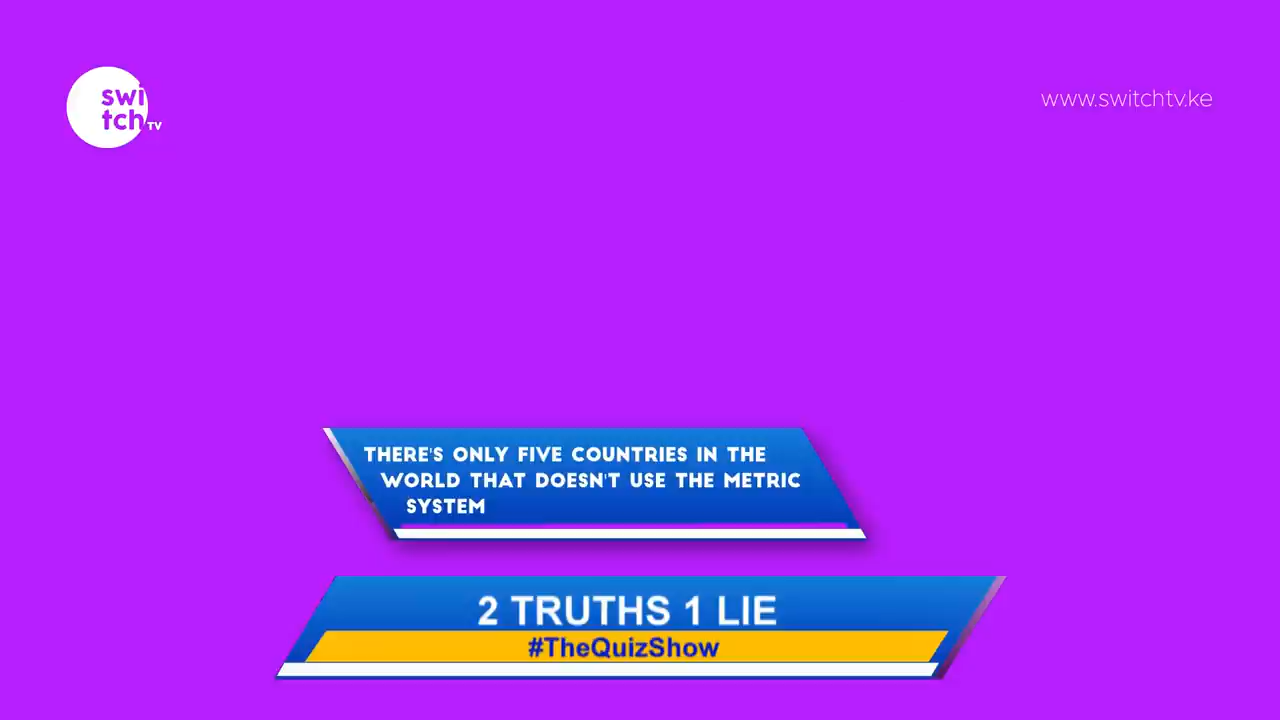 swi
tch TV
www.switchtv.ke
THERE'S ONLY FIVE COUNTRIES IN THE
WORLD THAT DOESN'T USE THE METRIC
SYSTEM
2 TRUTHS 1 LIE
#TheQuizShow